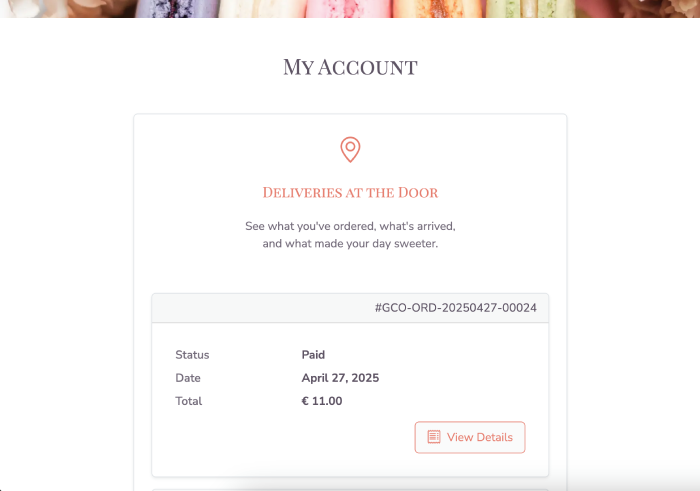 My Account
Deliveries at the Door
See what you've ordered, what's arrived,
and what made your day sweeter.
#GCO-ORD-20250427-00024
Status Paid
Date April 27, 2025
Total € 11.00
View Details